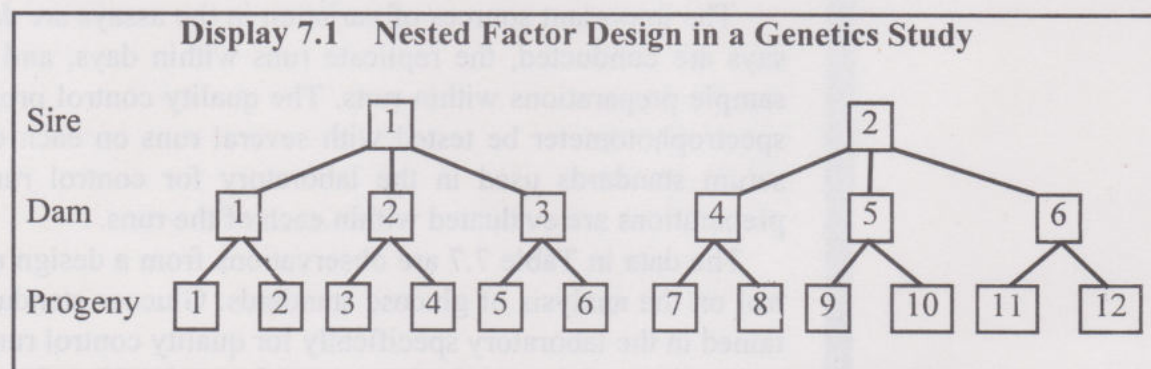 Display 7.1 Nested Factor Design in a Genetics Study
Sire 1 2
Dam 1 2 3 4 5 6
Progeny 1 2 3 4 5 6 7 8 9 10 11 12